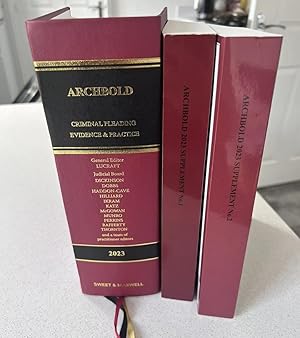 ARCHBOLD
CRIMINAL PLEADING
EVIDENCE & PRACTICE
General Editor
LUCRAFT
Judicial Board
DICKINSON
DOBBS
HADDON-CAVE
HILLIARD
IKRAM
KATZ
McGOWAN
MUNRO
PERKINS
RAFFERTY
THORNTON
and a team of
practitioner editors
2023
SWEET & MAXWELL
ARCHBOLD 2023 SUPPLEMENT No.1
ARCHBOLD 2023 SUPPLEMENT No.2